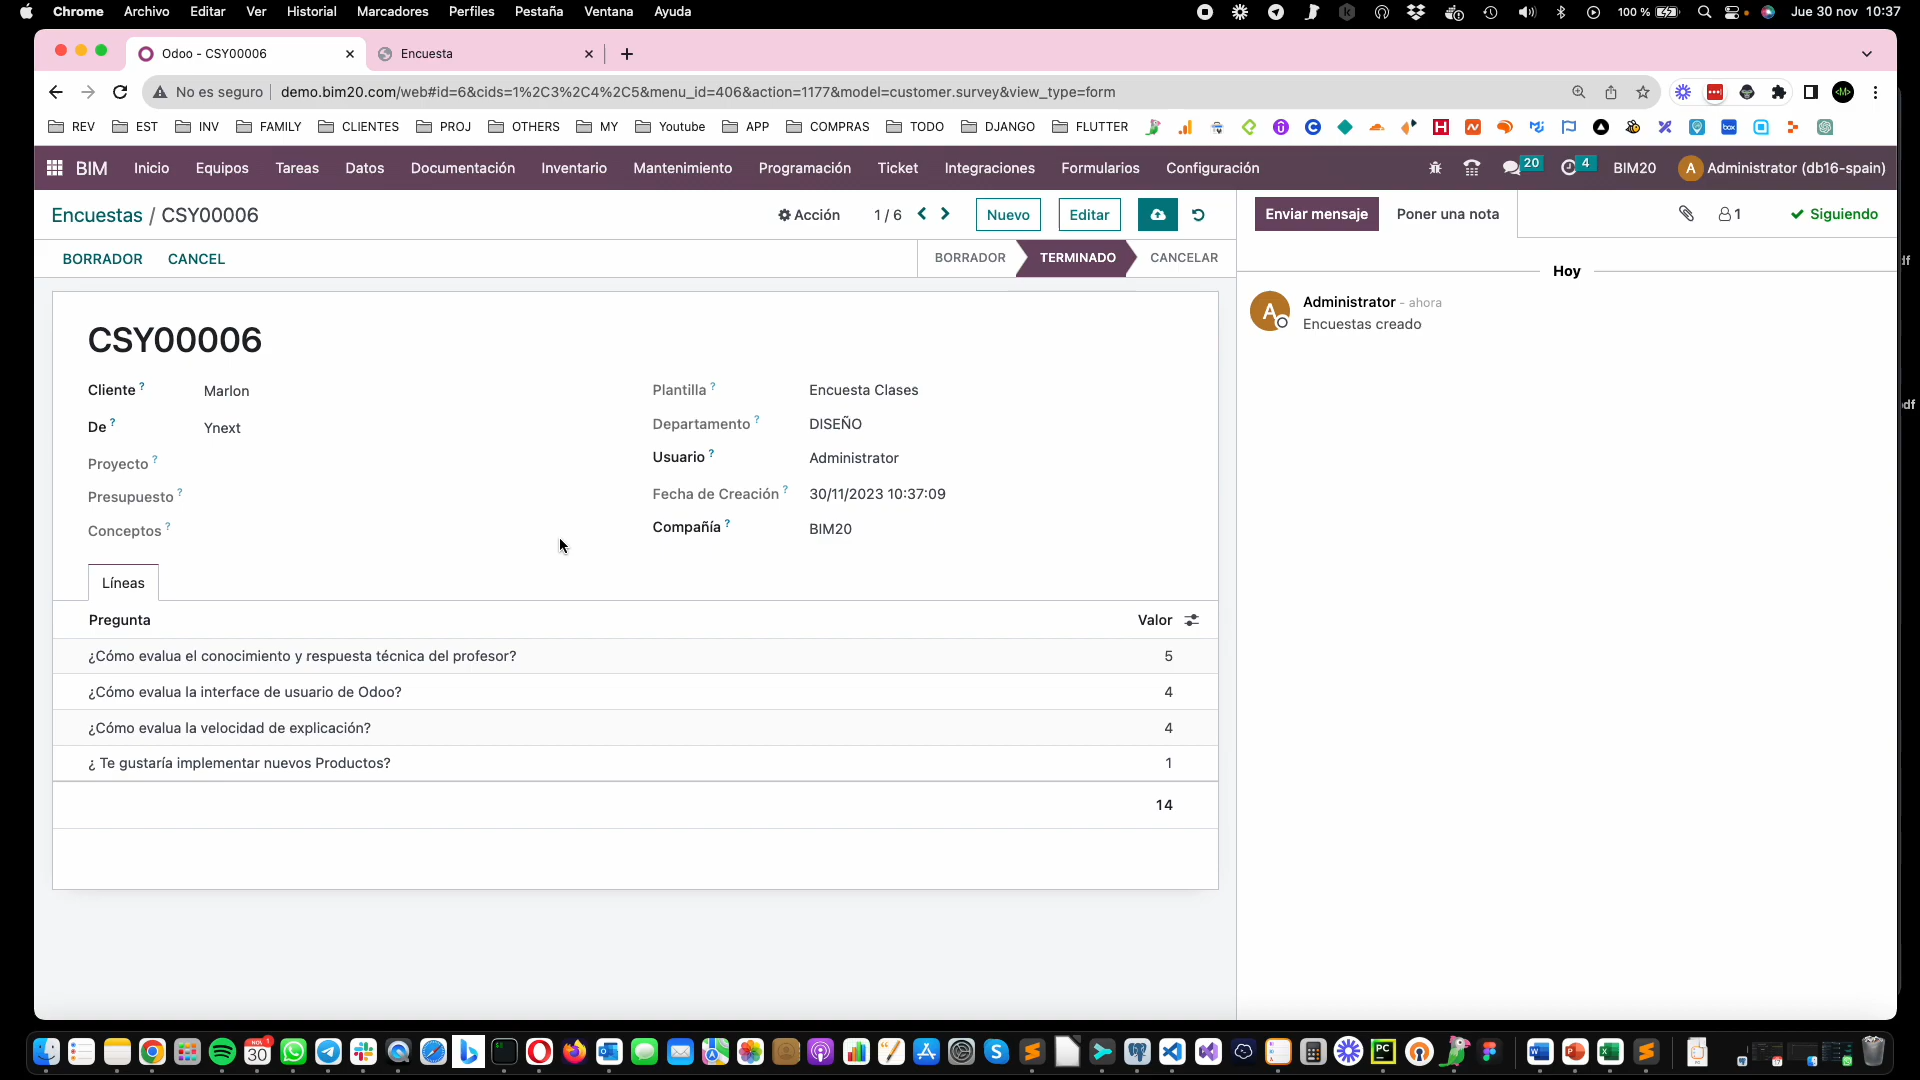 Chrome Archivo Editar Ver Historial Marcadores Perfiles Pestaña Ventana Ayuda 100 % Jue 30 nov 10:37
Odoo - CSY00006 Encuesta
No es seguro demo.bim20.com/web#id=6&cids=1%2C3%2C4%2C5&menu_id=406&action=1177&model=customer.survey&view_type=form
REV EST INV FAMILY CLIENTES PROJ OTHERS MY Youtube APP COMPRAS TODO DJANGO FLUTTER
BIM Inicio Equipos Tareas Datos Documentación Inventario Mantenimiento Programación Ticket Integraciones Formularios Configuración 20 4 BIM20 A Administrator (db16-spain)
Encuestas / CSY00006 Acción 1 / 6 Nuevo Editar Enviar mensaje Poner una nota 1 Siguiendo
BORRADOR CANCEL BORRADOR TERMINADO CANCELAR
Hoy
A Administrator - ahora
Encuestas creado
CSY00006
Cliente ? Marlon Plantilla ? Encuesta Clases
De ? Ynext Departamento ? DISEÑO
Proyecto ? Usuario ? Administrator
Presupuesto ? Fecha de Creación ? 30/11/2023 10:37:09
Conceptos ? Compañía ? BIM20
Líneas
Pregunta Valor
¿Cómo evalua el conocimiento y respuesta técnica del profesor? 5
¿Cómo evalua la interface de usuario de Odoo? 4
¿Cómo evalua la velocidad de explicación? 4
¿ Te gustaría implementar nuevos Productos? 1
14